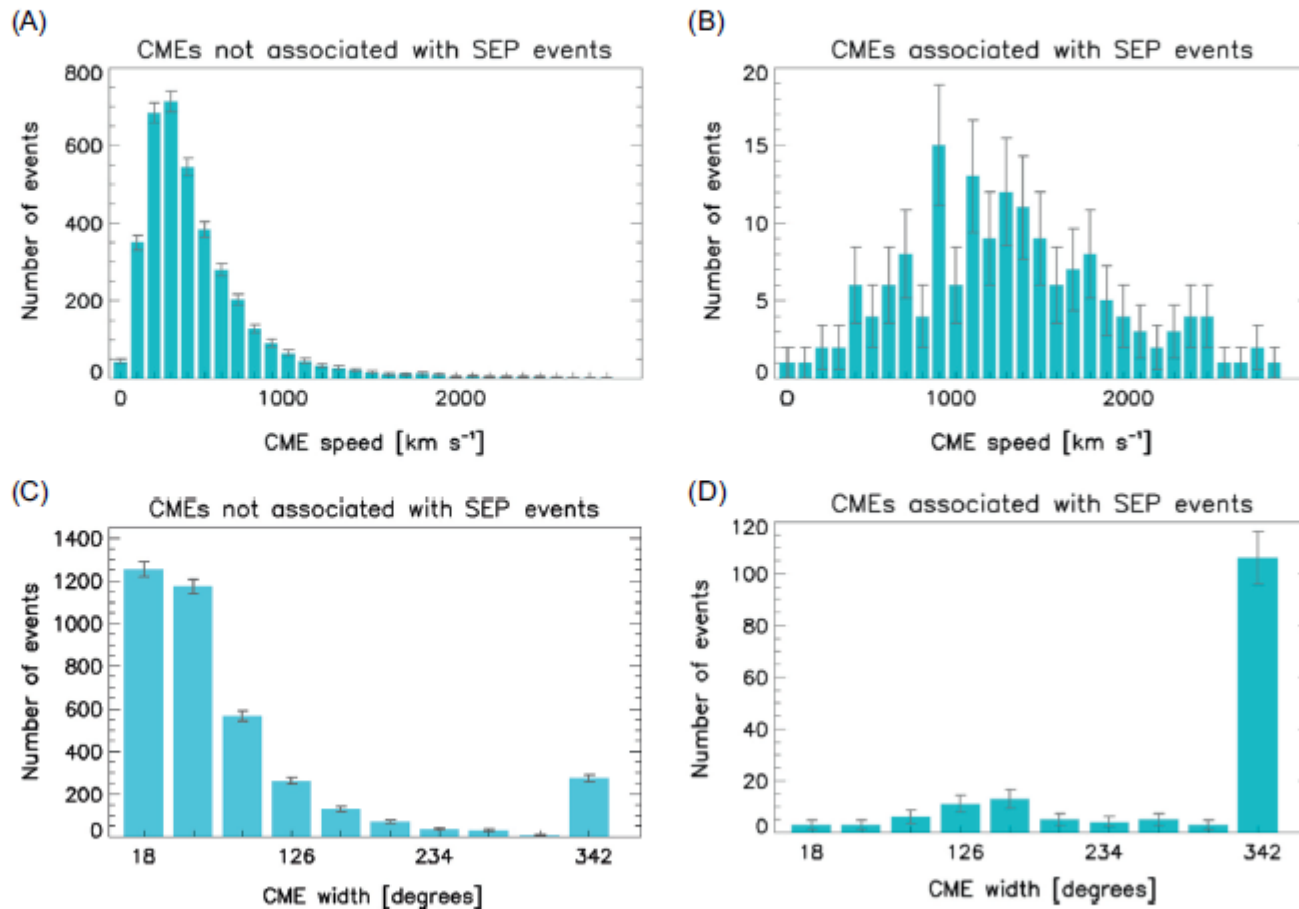 (A)
CMEs not associated with SEP events
800
600
400
200
0
Number of events
0 1000 2000
CME speed [km s⁻¹]
(B)
CMEs associated with SEP events
20
15
10
5
0
Number of events
0 1000 2000
CME speed [km s⁻¹]
(C)
CMEs not associated with SEP events
1400
1200
1000
800
600
400
200
0
Number of events
18 126 234 342
CME width [degrees]
(D)
CMEs associated with SEP events
120
100
80
60
40
20
0
Number of events
18 126 234 342
CME width [degrees]